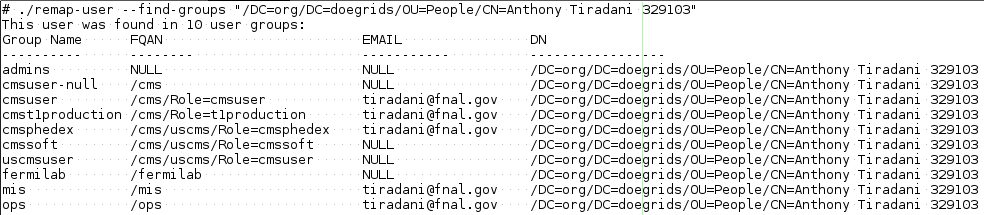 # ./remap-user --find-groups "/DC=org/DC=doegrids/OU=People/CN=Anthony Tiradani 329103"
This user was found in 10 user groups:
Group Name      FQAN                         EMAIL                DN
----------      --------                     ------------         -----------------
admins          NULL                         NULL                 /DC=org/DC=doegrids/OU=People/CN=Anthony Tiradani 329103
cmsuser-null    /cms                         NULL                 /DC=org/DC=doegrids/OU=People/CN=Anthony Tiradani 329103
cmsuser         /cms/Role=cmsuser            tiradani@fnal.gov    /DC=org/DC=doegrids/OU=People/CN=Anthony Tiradani 329103
cmst1production /cms/Role=t1production       tiradani@fnal.gov    /DC=org/DC=doegrids/OU=People/CN=Anthony Tiradani 329103
cmsphedex       /cms/uscms/Role=cmsphedex    tiradani@fnal.gov    /DC=org/DC=doegrids/OU=People/CN=Anthony Tiradani 329103
cmssoft         /cms/uscms/Role=cmssoft      NULL                 /DC=org/DC=doegrids/OU=People/CN=Anthony Tiradani 329103
uscmsuser       /cms/uscms/Role=cmsuser      NULL                 /DC=org/DC=doegrids/OU=People/CN=Anthony Tiradani 329103
fermilab        /fermilab                    NULL                 /DC=org/DC=doegrids/OU=People/CN=Anthony Tiradani 329103
mis             /mis                         tiradani@fnal.gov    /DC=org/DC=doegrids/OU=People/CN=Anthony Tiradani 329103
ops             /ops                         tiradani@fnal.gov    /DC=org/DC=doegrids/OU=People/CN=Anthony Tiradani 329103